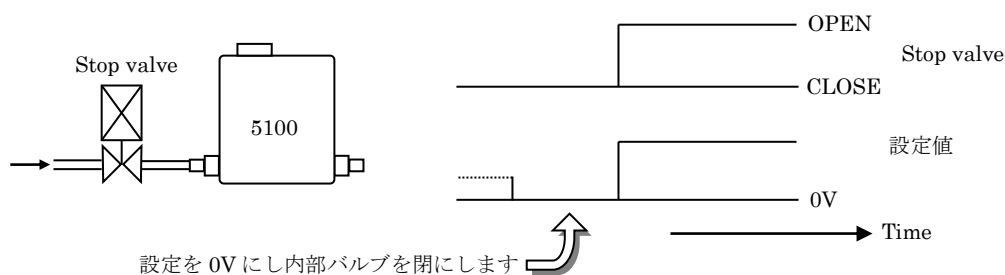 Stop valve
5100
OPEN
Stop valve
CLOSE
設定値
0V
Time
設定を 0V にし内部バルブを閉にします